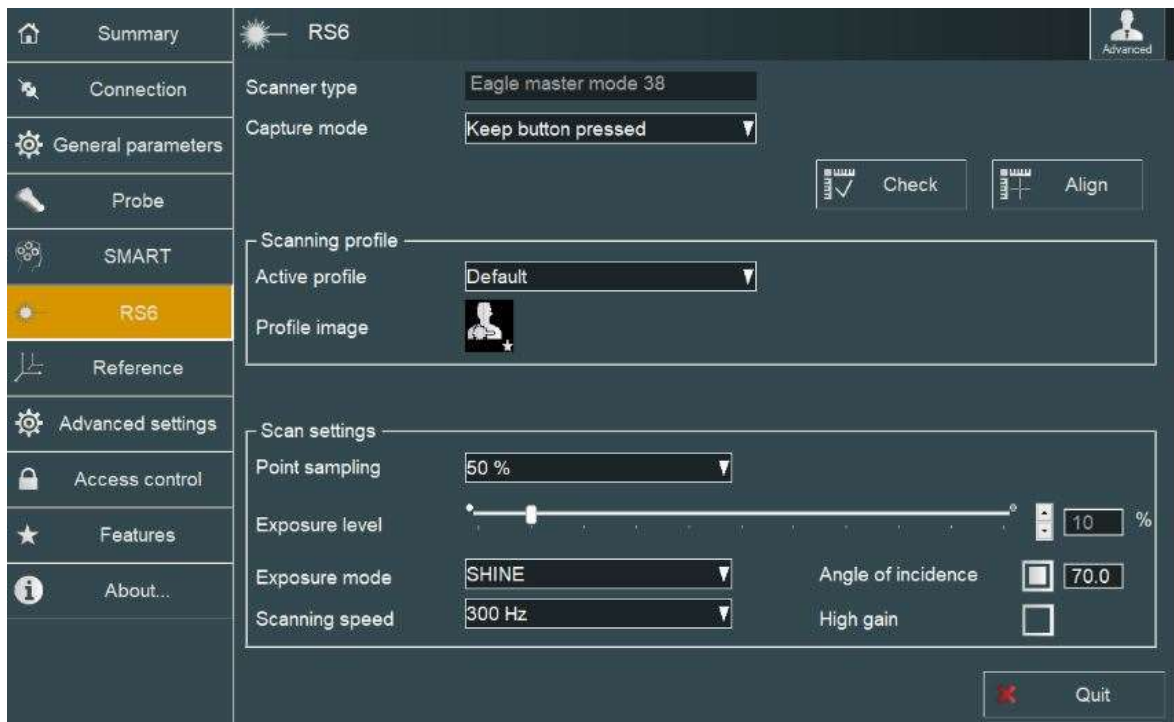 Summary
Connection
General parameters
Probe
SMART
RS6
Reference
Advanced settings
Access control
Features
About...
RS6
Advanced
Scanner type Eagle master mode 38
Capture mode Keep button pressed
Check Align
Scanning profile
Active profile Default
Profile image
Scan settings
Point sampling 50 %
Exposure level 10 %
Exposure mode SHINE Angle of incidence 70.0
Scanning speed 300 Hz High gain
Quit